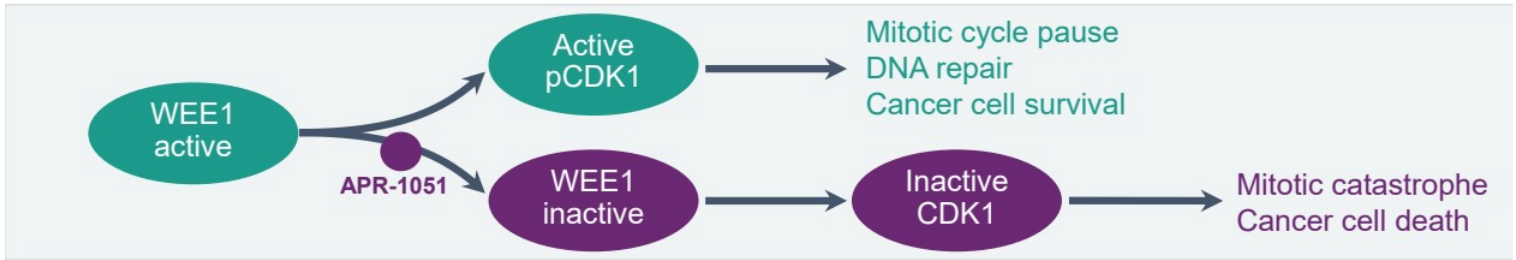 WEE1
active
Active
pCDK1
Mitotic cycle pause
DNA repair
Cancer cell survival
APR-1051
WEE1
inactive
Inactive
CDK1
Mitotic catastrophe
Cancer cell death